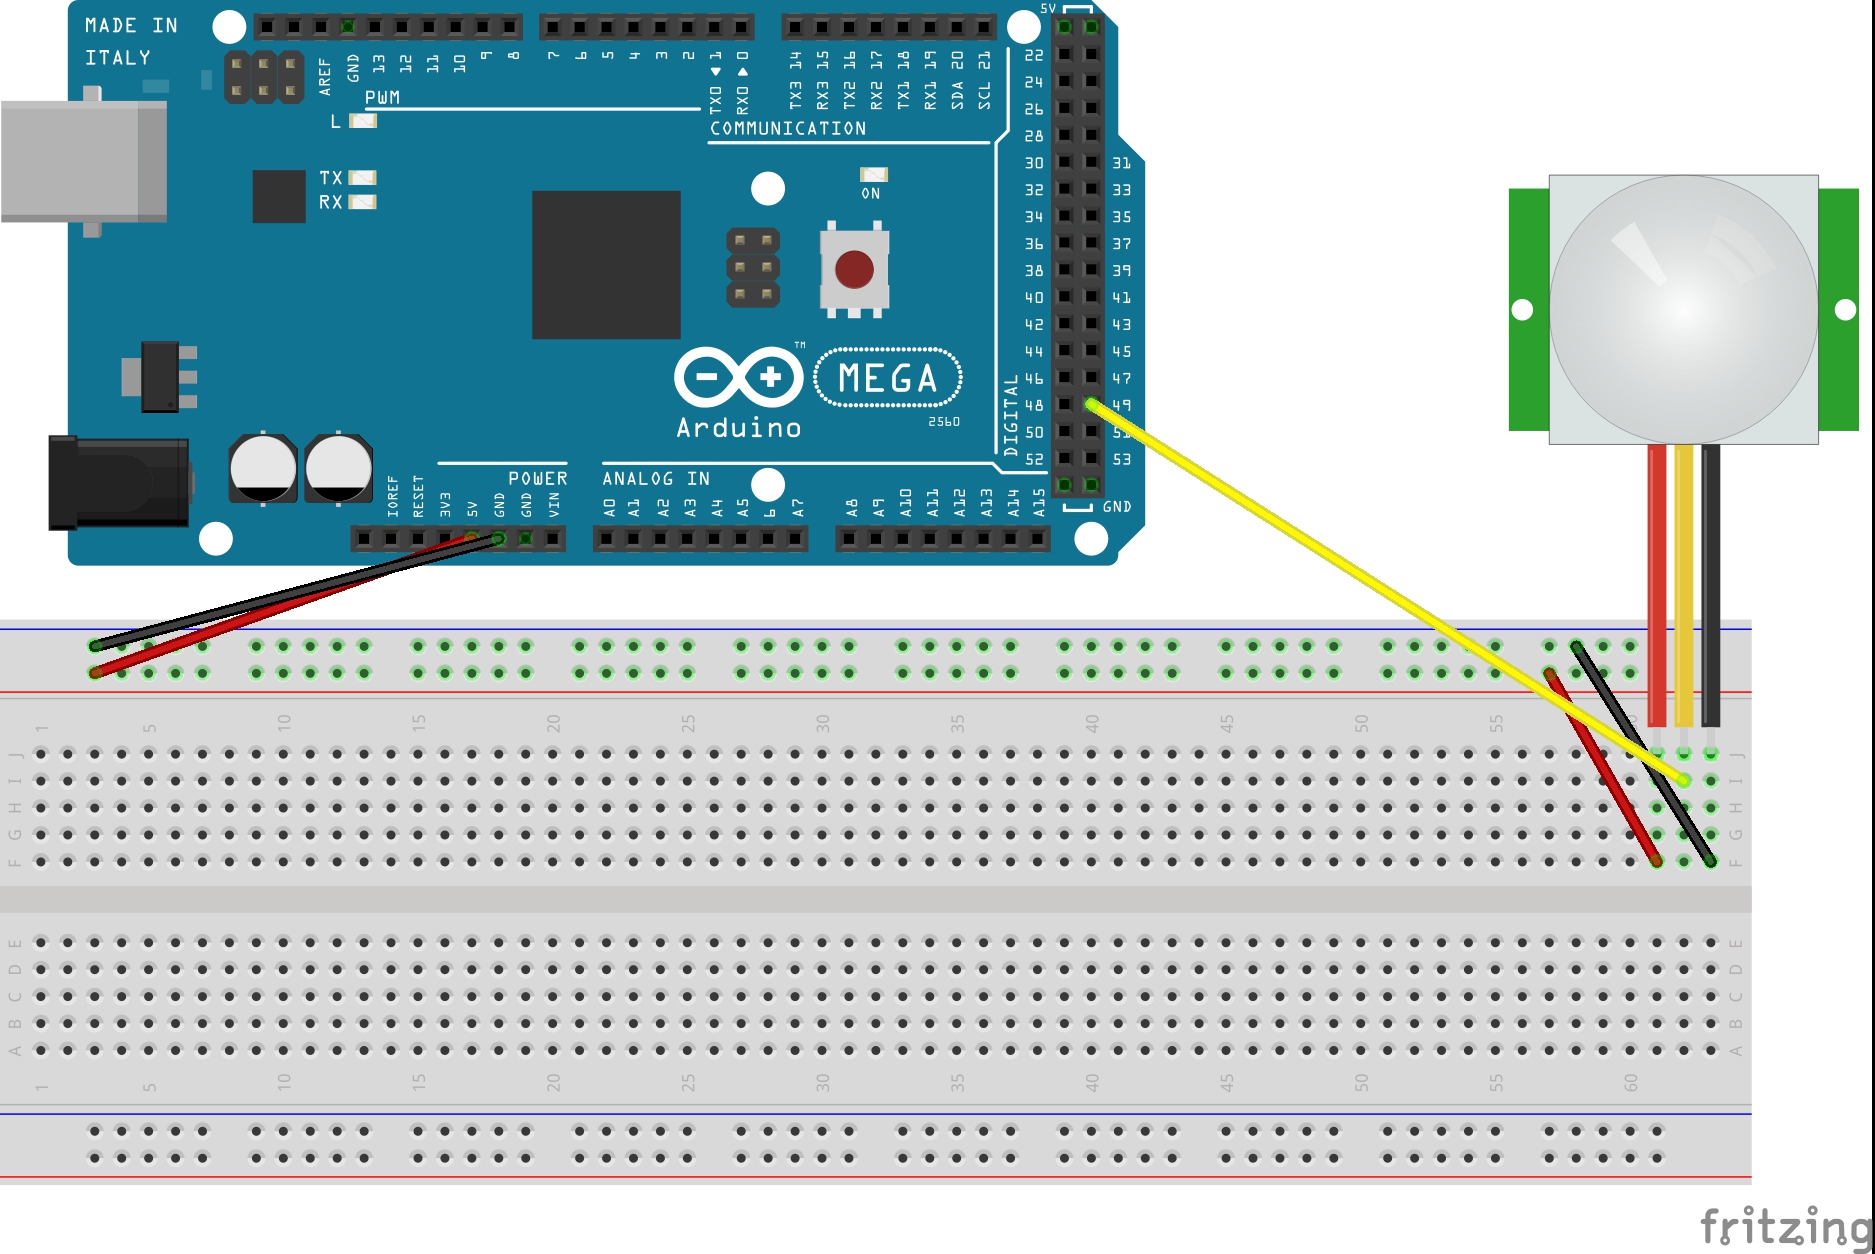 MADE IN
ITALY
AREF
GND
13
12
11
10
9
8
7
6
5
4
3
2
TX0 ◄ 1
RX0 ► 0
TX3 14
RX3 15
TX2 16
RX2 17
TX1 18
RX1 19
SDA 20
SCL 21
5V
PWM
L
COMMUNICATION
TX
RX
ON
22
24
26
28
30 31
32 33
34 35
36 37
38 39
40 41
42 43
44 45
46 47
48 49
50 51
52 53
GND
DIGITAL
MEGA
TM
2560
Arduino
POWER
ANALOG IN
IOREF
RESET
3V3
5V
GND
GND
VIN
A0
A1
A2
A3
A4
A5
6
A7
A8
A9
A10
A11
A12
A13
A14
A15
1 5 10 15 20 25 30 35 40 45 50 55
J J
I I
H H
G G
F F
E E
D D
C C
B B
A A
1 5 10 15 20 25 30 35 40 45 50 55 60
fritzing